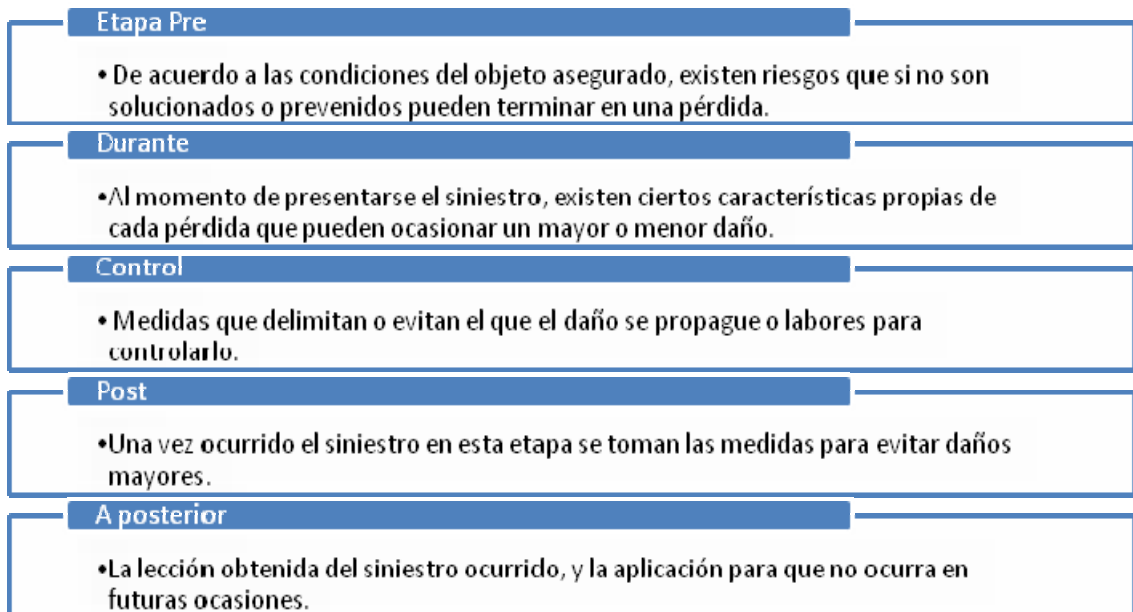 Etapa Pre
• De acuerdo a las condiciones del objeto asegurado, existen riesgos que si no son
solucionados o prevenidos pueden terminar en una pérdida.
Durante
•Al momento de presentarse el siniestro, existen ciertos características propias de
cada pérdida que pueden ocasionar un mayor o menor daño.
Control
• Medidas que delimitan o evitan el que el daño se propague o labores para
controlarlo.
Post
•Una vez ocurrido el siniestro en esta etapa se toman las medidas para evitar daños
mayores.
A posterior
•La lección obtenida del siniestro ocurrido, y la aplicación para que no ocurra en
futuras ocasiones.